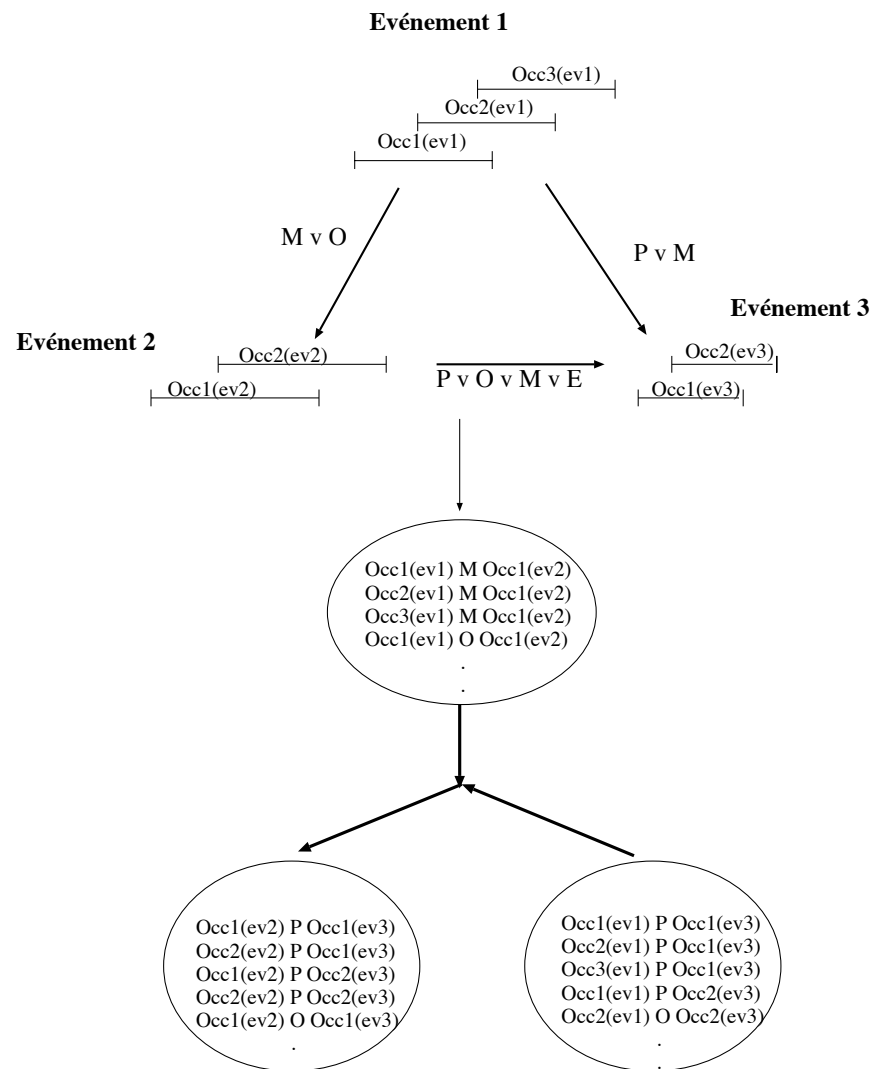 Evénement 1
Occ3(ev1)
Occ2(ev1)
Occ1(ev1)
M v O
P v M
Evénement 3
Evénement 2
Occ2(ev2)
Occ2(ev3)
P v O v M v E
Occ1(ev2)
Occ1(ev3)
Occ1(ev1) M Occ1(ev2)
Occ2(ev1) M Occ1(ev2)
Occ3(ev1) M Occ1(ev2)
Occ1(ev1) O Occ1(ev2)
.
.
Occ1(ev2) P Occ1(ev3)
Occ2(ev2) P Occ1(ev3)
Occ1(ev2) P Occ2(ev3)
Occ2(ev2) P Occ2(ev3)
Occ1(ev2) O Occ1(ev3)
.
Occ1(ev1) P Occ1(ev3)
Occ2(ev1) P Occ1(ev3)
Occ3(ev1) P Occ1(ev3)
Occ1(ev1) P Occ2(ev3)
Occ2(ev1) O Occ2(ev3)
.
.